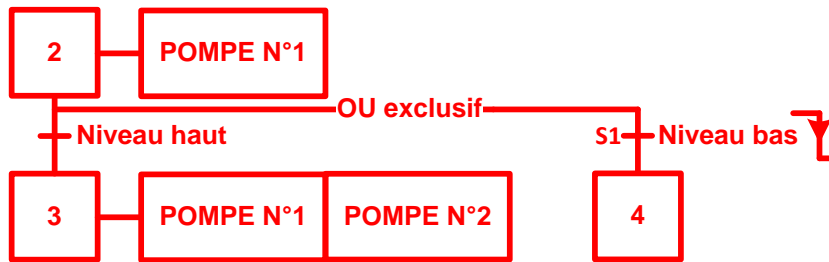 2 POMPE N°1
OU exclusif
Niveau haut S1 Niveau bas
3 POMPE N°1 POMPE N°2 4